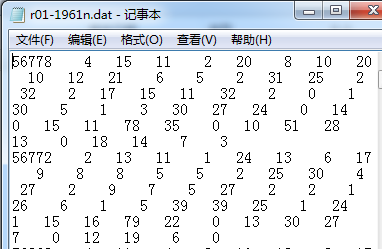 r01-1961n.dat - 记事本
文件(F) 编辑(E) 格式(O) 查看(V) 帮助(H)
56778 4 15 11 2 20 8 10 20
10 12 21 6 5 2 31 25 2
32 2 17 15 11 32 2 0 1
30 5 1 3 30 27 24 0 14
0 15 11 78 35 0 10 51 28
13 0 18 14 7 3
56772 2 13 11 1 24 13 6 17
9 8 8 5 5 2 25 30 4
27 2 9 7 5 27 2 2 1
26 6 1 5 39 39 25 1 24
1 15 16 79 22 0 13 30 27
7 0 12 19 6 0